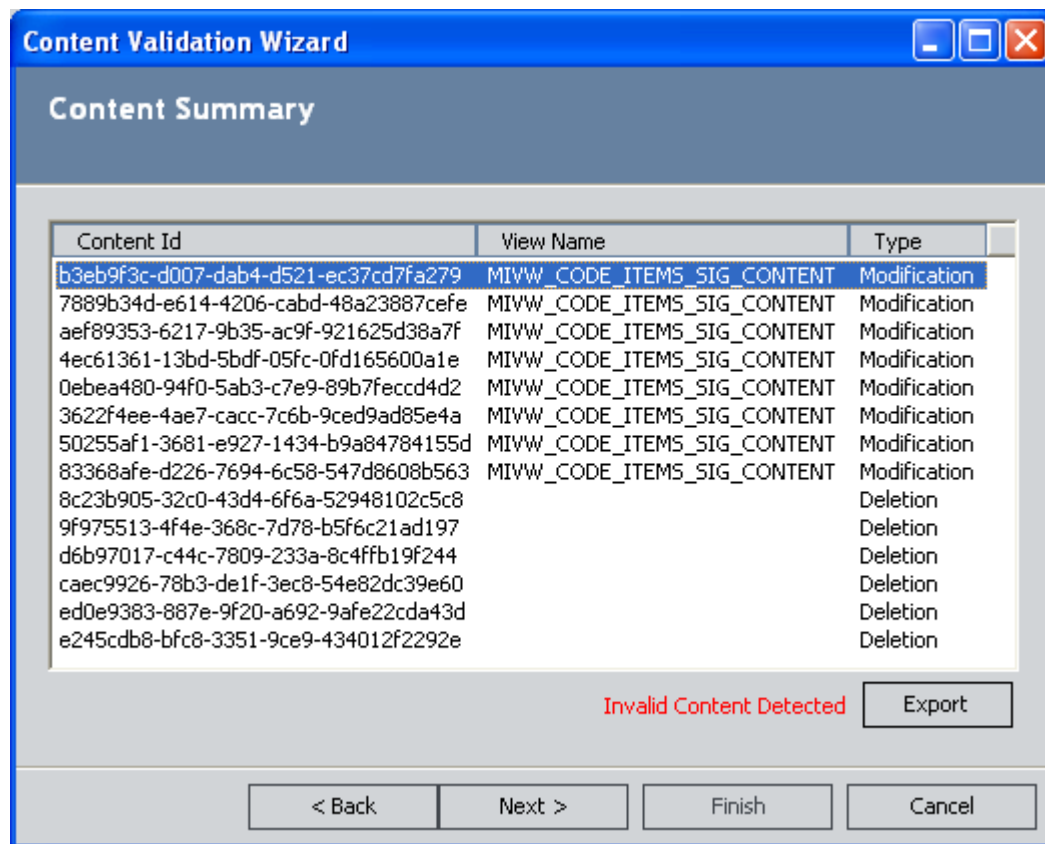 Content Validation Wizard
Content Summary
Content Id View Name Type
b3eb9f3c-d007-dab4-d521-ec37cd7fa279 MIVW_CODE_ITEMS_SIG_CONTENT Modification
7889b34d-e614-4206-cabd-48a23887cefe MIVW_CODE_ITEMS_SIG_CONTENT Modification
aef89353-6217-9b35-ac9f-921625d38a7f MIVW_CODE_ITEMS_SIG_CONTENT Modification
4ec61361-13bd-5bdf-05fc-0fd165600a1e MIVW_CODE_ITEMS_SIG_CONTENT Modification
0ebea480-94f0-5ab3-c7e9-89b7feccd4d2 MIVW_CODE_ITEMS_SIG_CONTENT Modification
3622f4ee-4ae7-cacc-7c6b-9ced9ad85e4a MIVW_CODE_ITEMS_SIG_CONTENT Modification
50255af1-3681-e927-1434-b9a84784155d MIVW_CODE_ITEMS_SIG_CONTENT Modification
83368afe-d226-7694-6c58-547d8608b563 MIVW_CODE_ITEMS_SIG_CONTENT Modification
8c23b905-32c0-43d4-6f6a-52948102c5c8 Deletion
9f975513-4f4e-368c-7d78-b5f6c21ad197 Deletion
d6b97017-c44c-7809-233a-8c4ffb19f244 Deletion
caec9926-78b3-de1f-3ec8-54e82dc39e60 Deletion
ed0e9383-887e-9f20-a692-9afe22cda43d Deletion
e245cdb8-bfc8-3351-9ce9-434012f2292e Deletion
Invalid Content Detected Export
< Back Next > Finish Cancel